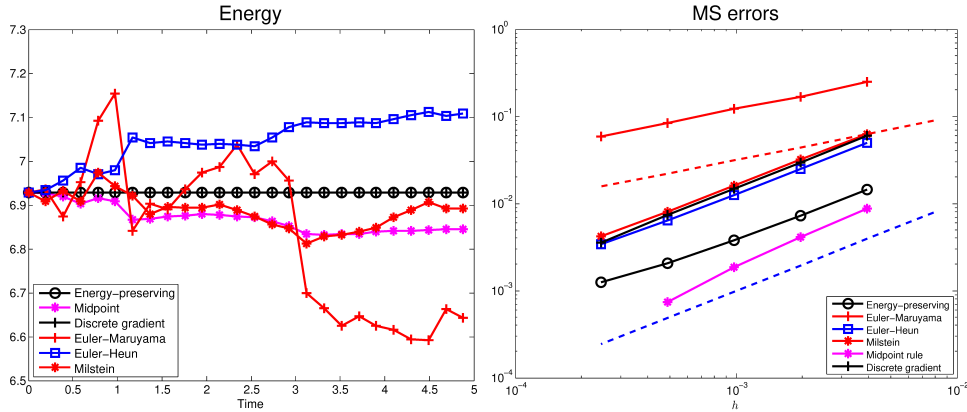 Energy
7.3
7.2
7.1
7
6.9
6.8
6.7
6.6
6.5
0 0.5 1 1.5 2 2.5 3 3.5 4 4.5 5
Time
Energy−preserving
Midpoint
Discrete gradient
Euler−Maruyama
Euler−Heun
Milstein
MS errors
10^0
10^−1
10^−2
10^−3
10^−4
10^−4 10^−3 10^−2
h
Energy−preserving
Euler−Maruyama
Euler−Heun
Milstein
Midpoint rule
Discrete gradient